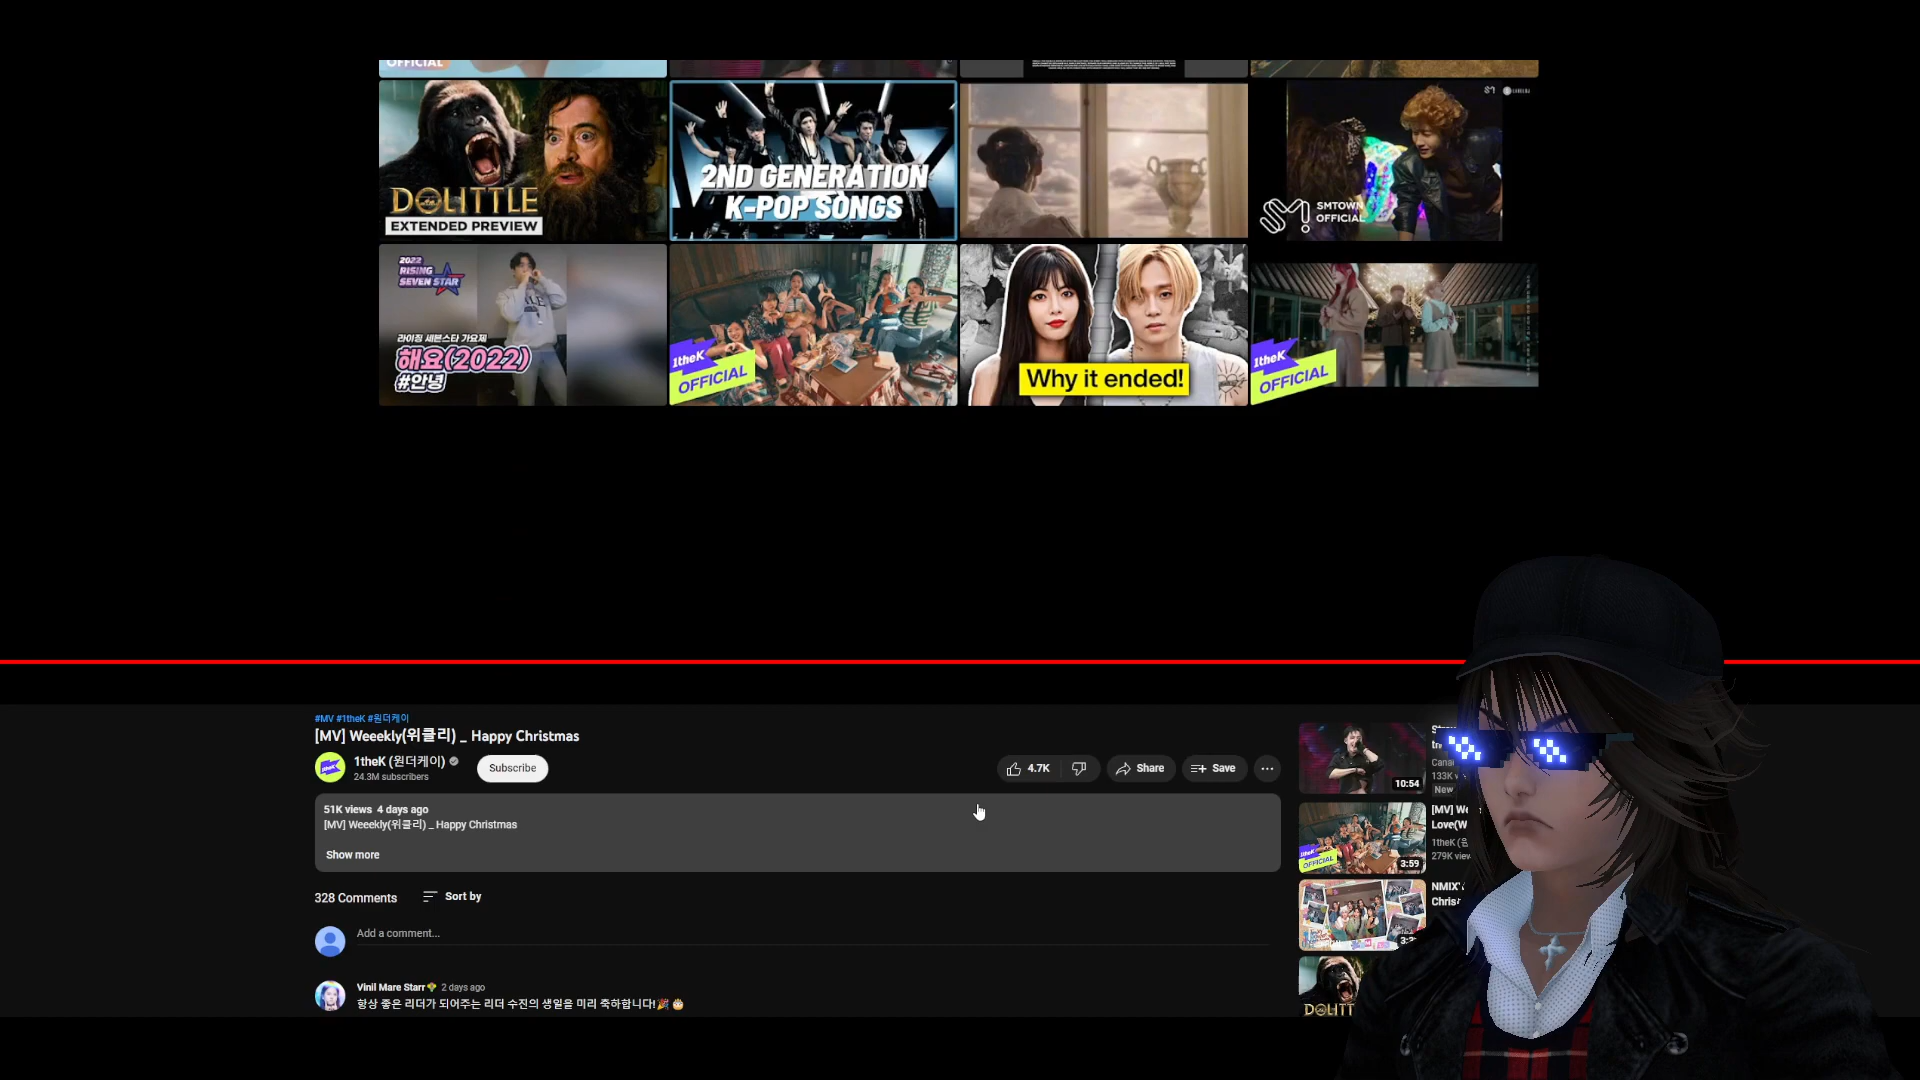 OFFICIAL
DOLITTLE
EXTENDED PREVIEW
2ND GENERATION
K-POP SONGS
SM
SMTOWN
OFFICIAL
2022
RISING
SEVEN STAR
라이징 세븐스타 가요제
해요(2022)
#안녕
1theK
OFFICIAL
Why it ended!
1theK
OFFICIAL
#MV #1theK #원더케이
[MV] Weeekly(위클리) _ Happy Christmas
1theK (원더케이)
24.3M subscribers
Subscribe
4.7K
Share
Save
51K views 4 days ago
[MV] Weeekly(위클리) _ Happy Christmas
Show more
328 Comments
Sort by
Add a comment...
Vinil Mare Starr
2 days ago
항상 좋은 리더가 되어주는 리더 수진의 생일을 미리 축하합니다!🎉🎂
10:54
133K
New
[MV]
Love(W
1theK
279K view
1theK
OFFICIAL
3:59
NMIX
Chris
DOLITT